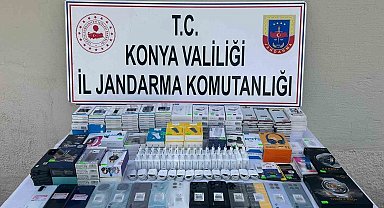 T.C.
KONYA VALİLİĞİ
İL JANDARMA KOMUTANLIĞI